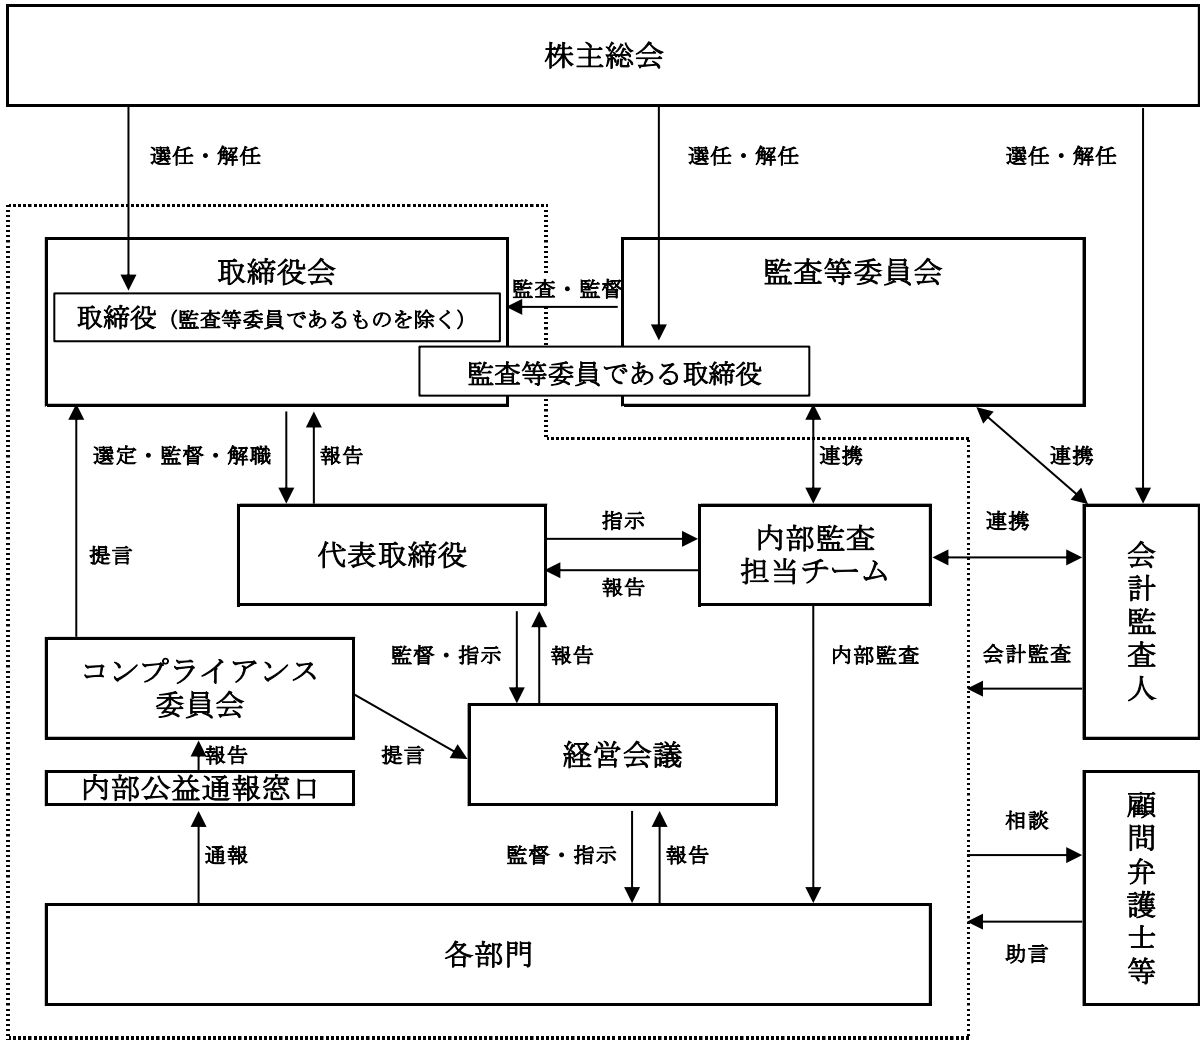 株主総会
選任・解任
選任・解任
選任・解任
取締役会
監査等委員会
監査・監督
取締役（監査等委員であるものを除く）
監査等委員である取締役
選定・監督・解職
報告
連携
連携
提言
代表取締役
指示
報告
内部監査
担当チーム
連携
会計監査人
監督・指示
報告
内部監査
会計監査
コンプライアンス
委員会
提言
経営会議
報告
内部公益通報窓口
通報
監督・指示
報告
相談
助言
顧問弁護士等
各部門